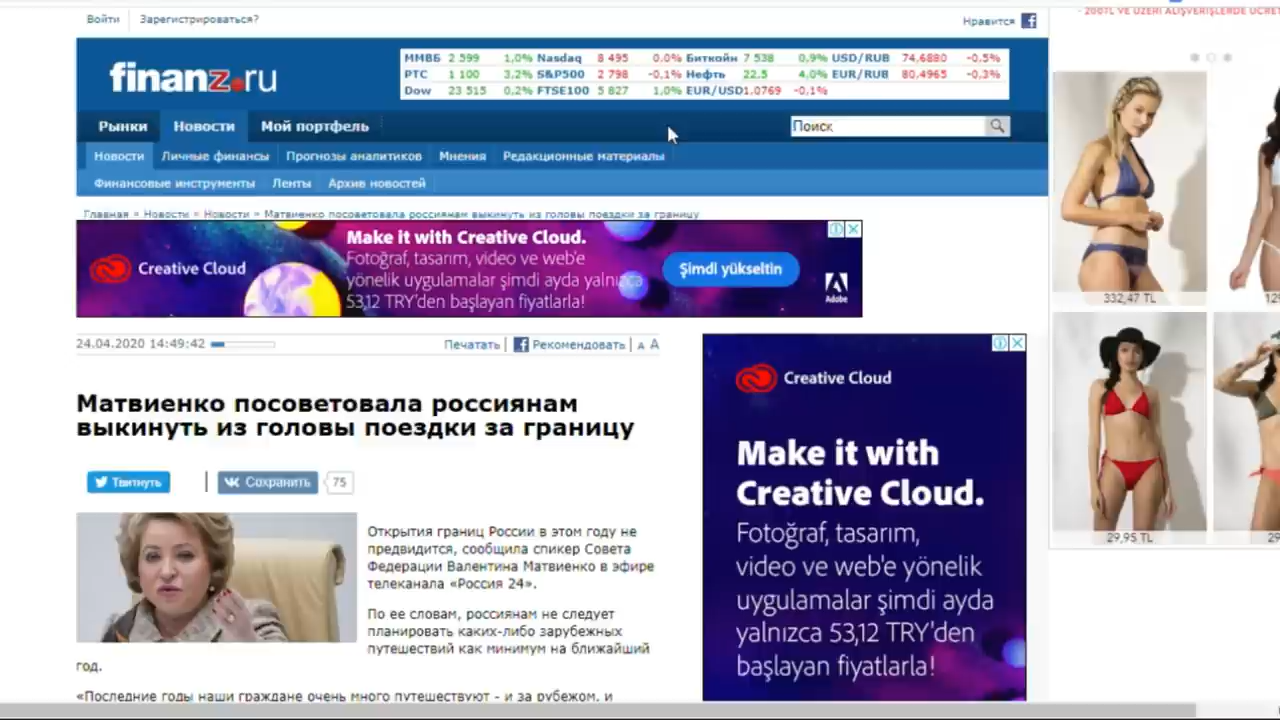 Войти
Зарегистрироваться?
Нравится
finanz.ru
ММВБ 2 599 1,0% Nasdaq 8 495 0,0% Биткойн 7 538 0,9% USD/RUB 74,6880 -0,5%
РТС 1 100 3,2% S&P500 2 798 -0,1% Нефть 22.5 4,0% EUR/RUB 80,4965 -0,3%
Dow 23 515 0,2% FTSE100 5 827 1,0% EUR/USD1.0769 -0,1%
Рынки Новости Мой портфель
Поиск
Новости Личные финансы Прогнозы аналитиков Мнения Редакционные материалы
Финансовые инструменты Ленты Архив новостей
Главная » Новости » Новости » Матвиенко посоветовала россиянам выкинуть из головы поездки за границу
Creative Cloud
Make it with Creative Cloud.
Fotoğraf, tasarım, video ve web'e
yönelik uygulamalar şimdi ayda yalnızca
53,12 TRY'den başlayan fiyatlarla!
Şimdi yükseltin
Adobe
24.04.2020 14:49:42
Печатать | Рекомендовать | A A
Матвиенко посоветовала россиянам
выкинуть из головы поездки за границу
Твитнуть
Сохранить 75
Открытия границ России в этом году не
предвидится, сообщила спикер Совета
Федерации Валентина Матвиенко в эфире
телеканала «Россия 24».
По ее словам, россиянам не следует
планировать каких-либо зарубежных
путешествий как минимум на ближайший
год.
«Последние годы наши граждане очень много путешествуют - и за рубежом, и
Creative Cloud
Make it with
Creative Cloud.
Fotoğraf, tasarım,
video ve web'e yönelik
uygulamalar şimdi ayda
yalnızca 53,12 TRY'den
başlayan fiyatlarla!
- 200TL VE ÜZERİ ALIŞVERİŞLERDE ÜCRET
332,47 TL
129
29,95 TL
29